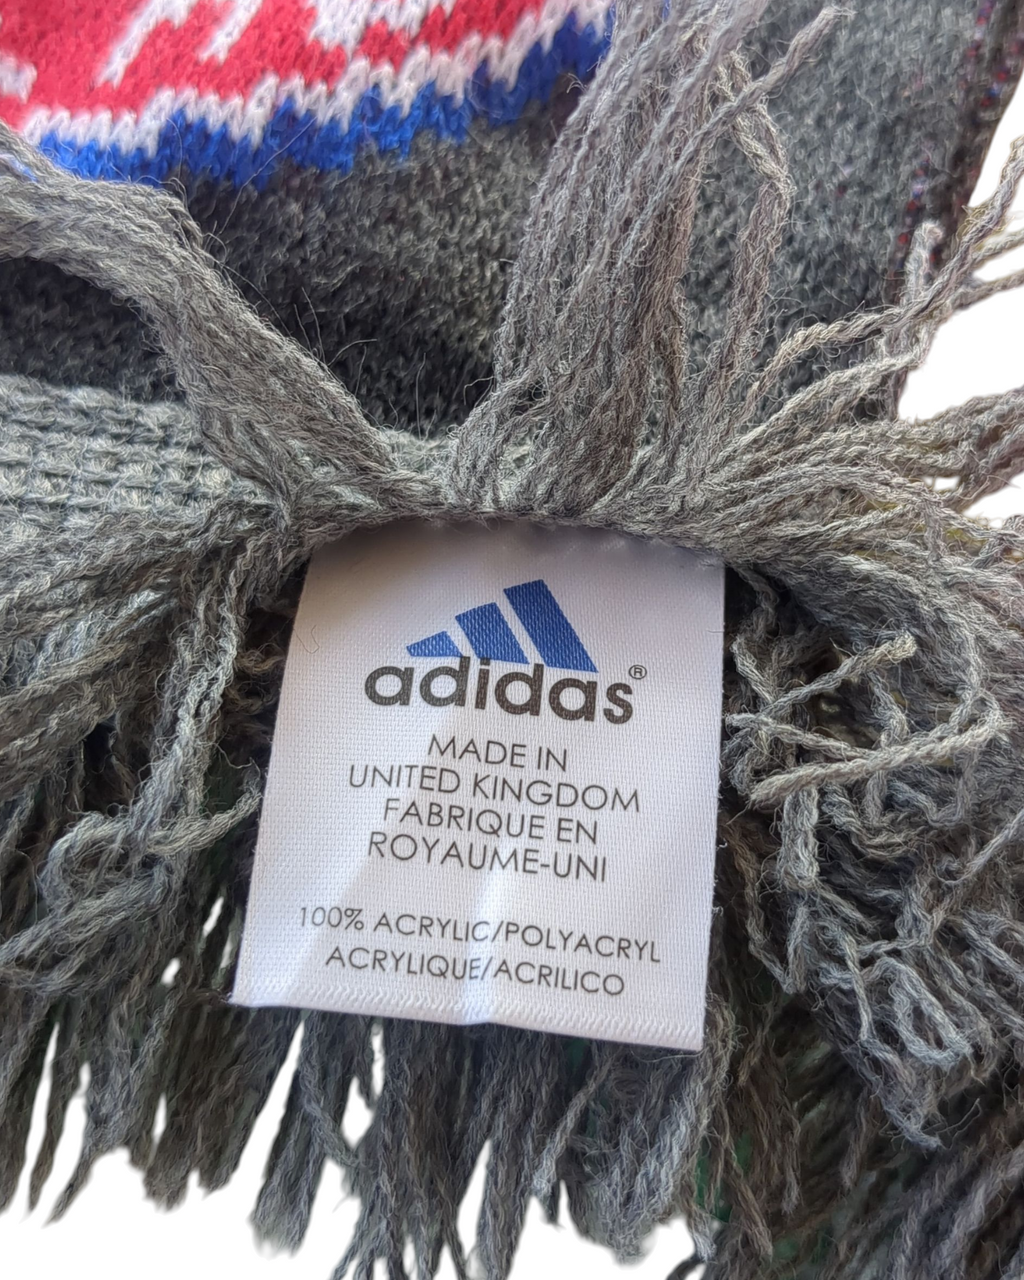 adidas®
MADE IN
UNITED KINGDOM
FABRIQUE EN
ROYAUME-UNI
100% ACRYLIC/POLYACRYL
ACRYLIQUE/ACRILICO